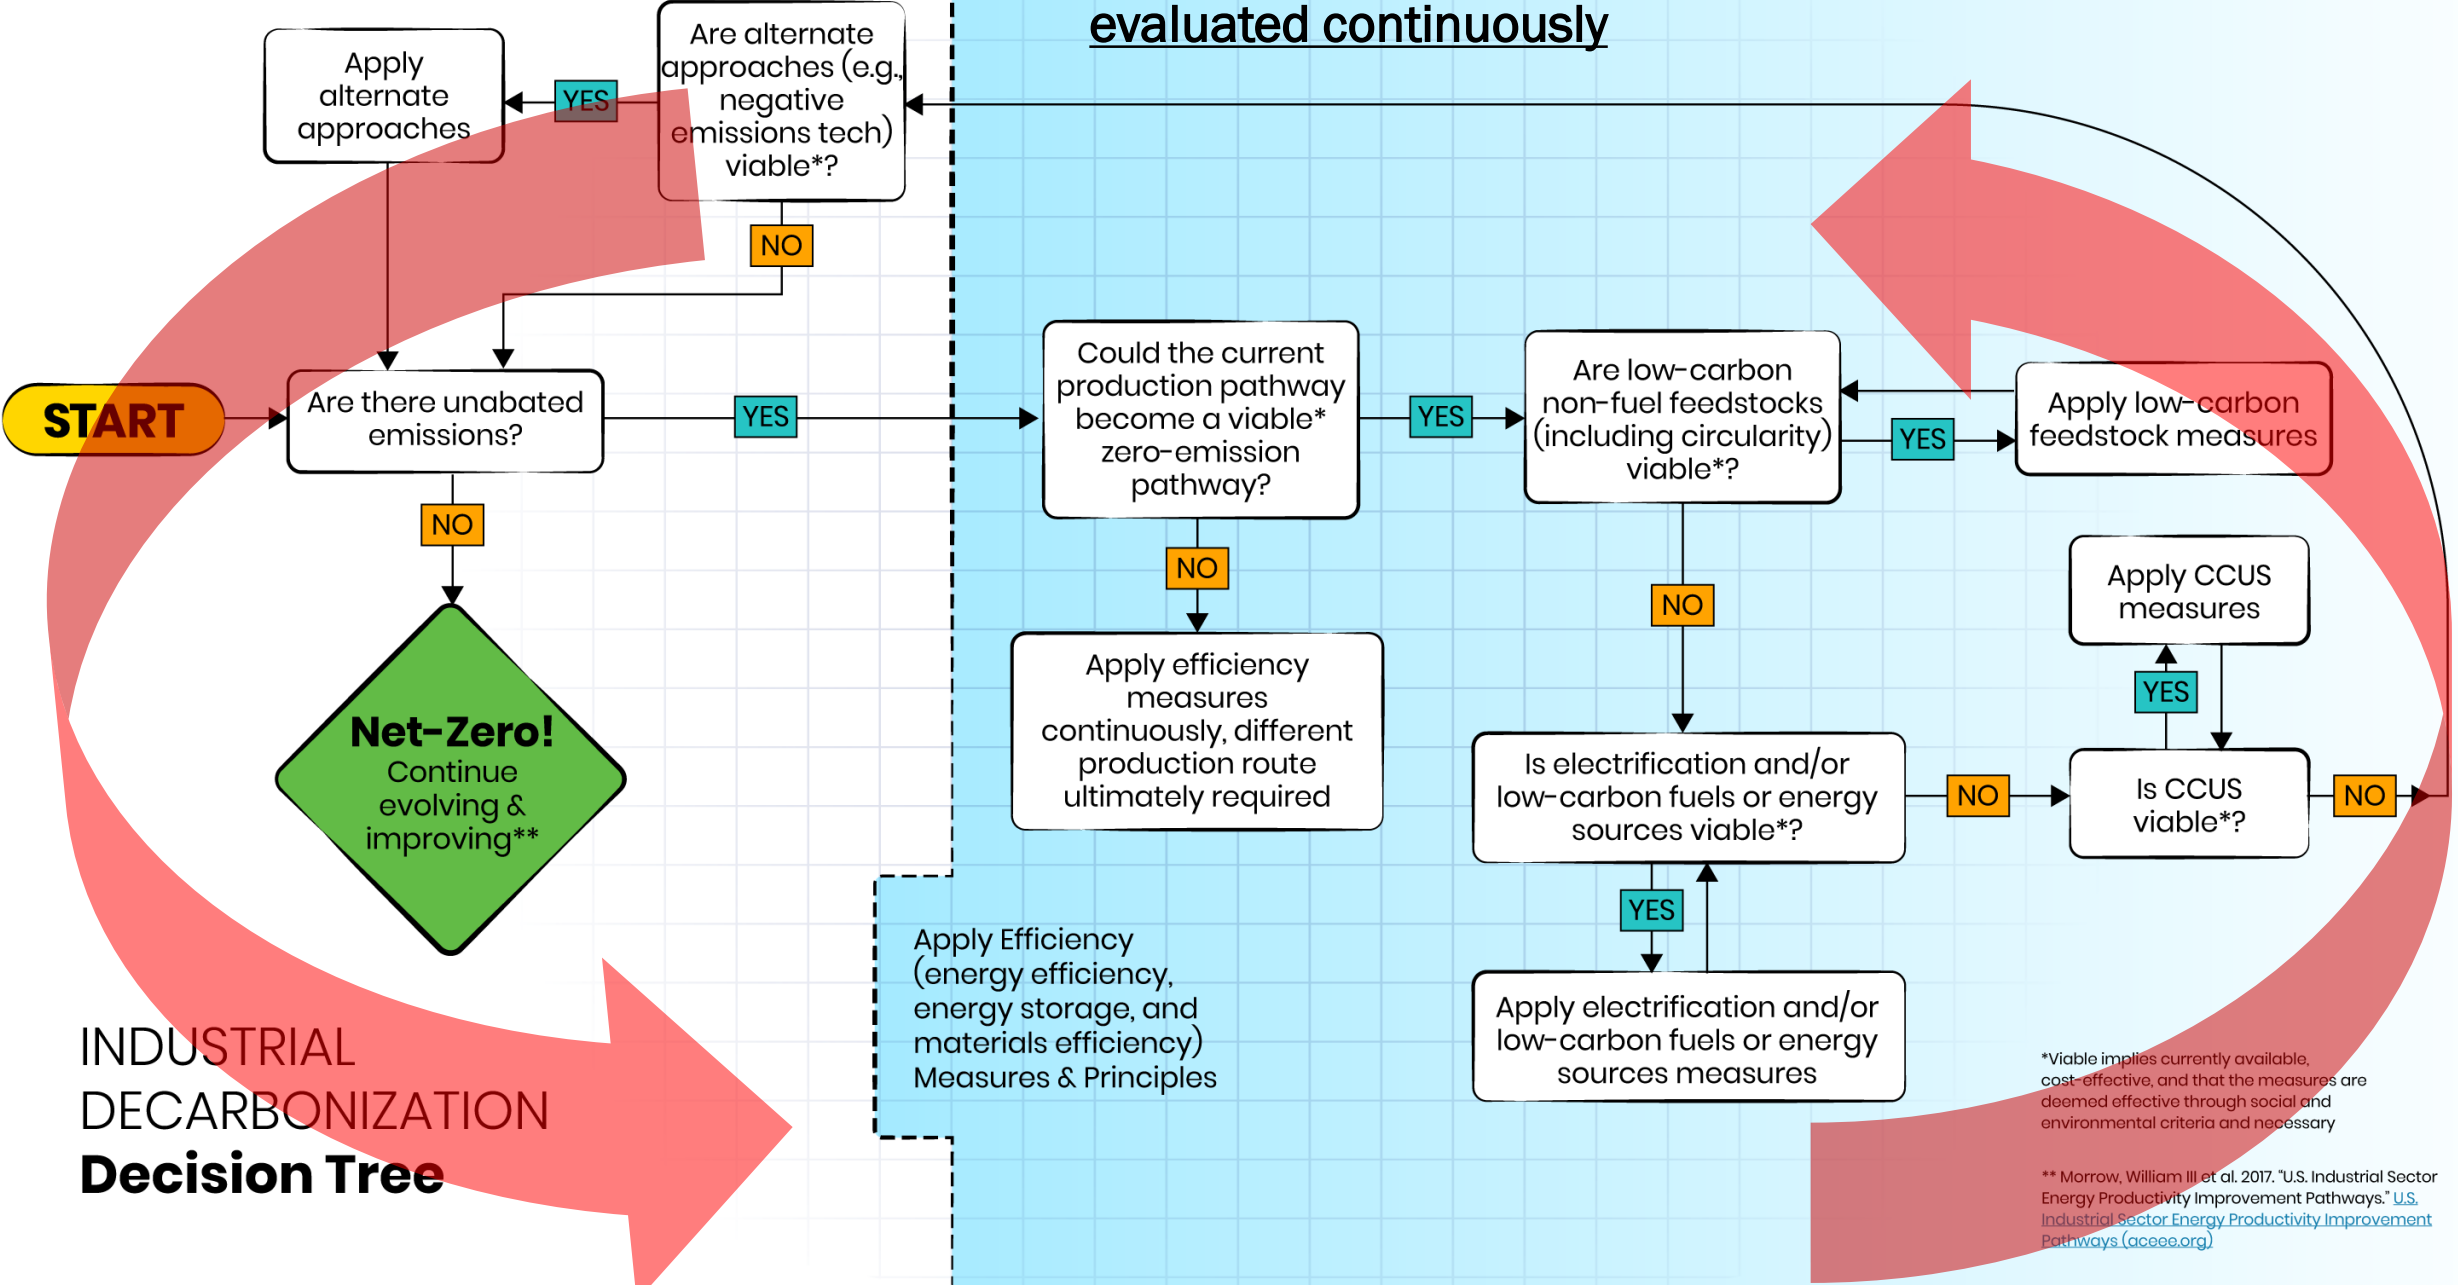 evaluated continuously
Apply
alternate
approaches
YES
Are alternate
approaches (e.g.,
negative
emissions tech)
viable*?
NO
START
Are there unabated
emissions?
YES
NO
Net-Zero!
Continue
evolving &
improving**
Could the current
production pathway
become a viable*
zero-emission
pathway?
YES
NO
Apply efficiency
measures
continuously, different
production route
ultimately required
Are low-carbon
non-fuel feedstocks
(including circularity)
viable*?
YES
Apply low-carbon
feedstock measures
NO
Is electrification and/or
low-carbon fuels or energy
sources viable*?
YES
Apply electrification and/or
low-carbon fuels or energy
sources measures
NO
Apply CCUS
measures
YES
Is CCUS
viable*?
NO
Apply Efficiency
(energy efficiency,
energy storage, and
materials efficiency)
Measures & Principles
INDUSTRIAL
DECARBONIZATION
Decision Tree
*Viable implies currently available,
cost-effective, and that the measures are
deemed effective through social and
environmental criteria and necessary
** Morrow, William III et al. 2017. "U.S. Industrial Sector
Energy Productivity Improvement Pathways." U.S.
Industrial Sector Energy Productivity Improvement
Pathways (aceee.org)